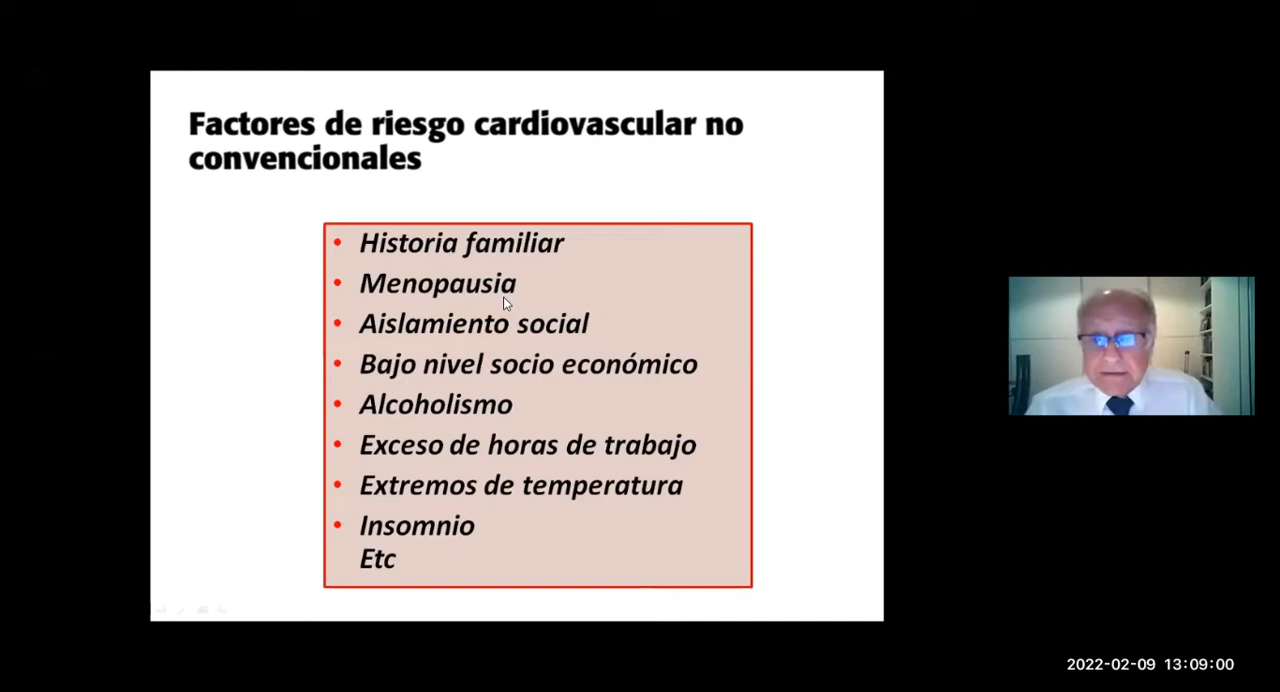 Factores de riesgo cardiovascular no
convencionales
• Historia familiar
• Menopausia
• Aislamiento social
• Bajo nivel socio económico
• Alcoholismo
• Exceso de horas de trabajo
• Extremos de temperatura
• Insomnio
Etc
2022-02-09 13:09:00